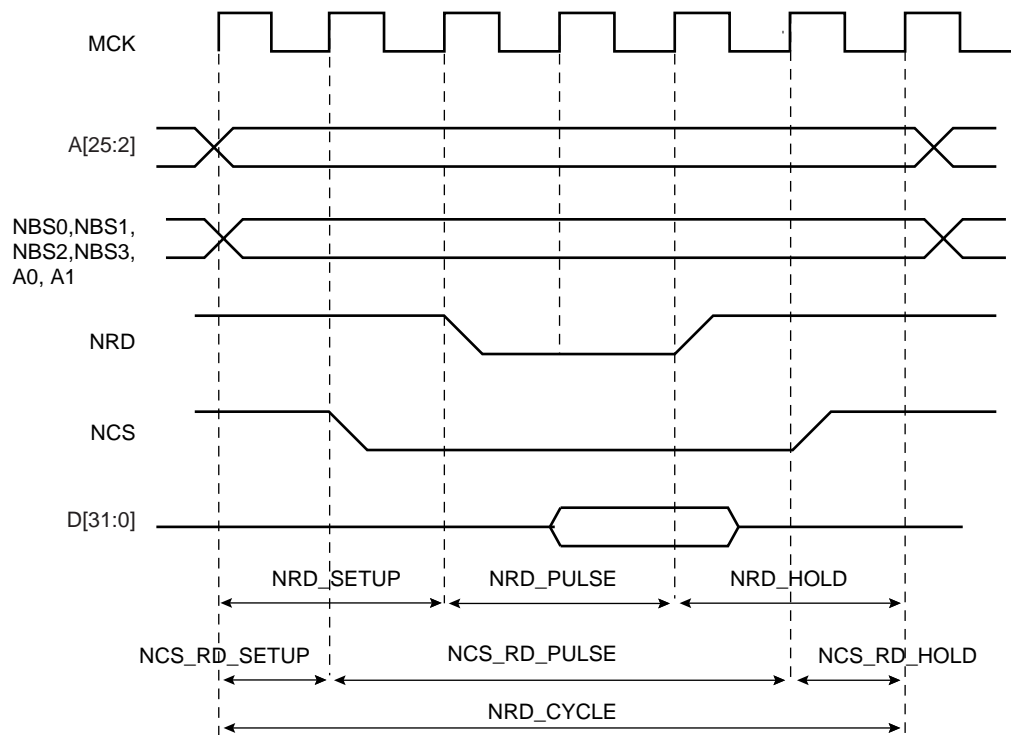 MCK
A[25:2]
NBS0,NBS1,
NBS2,NBS3,
A0, A1
NRD
NCS
D[31:0]
NRD_SETUP NRD_PULSE NRD_HOLD
NCS_RD_SETUP NCS_RD_PULSE NCS_RD_HOLD
NRD_CYCLE